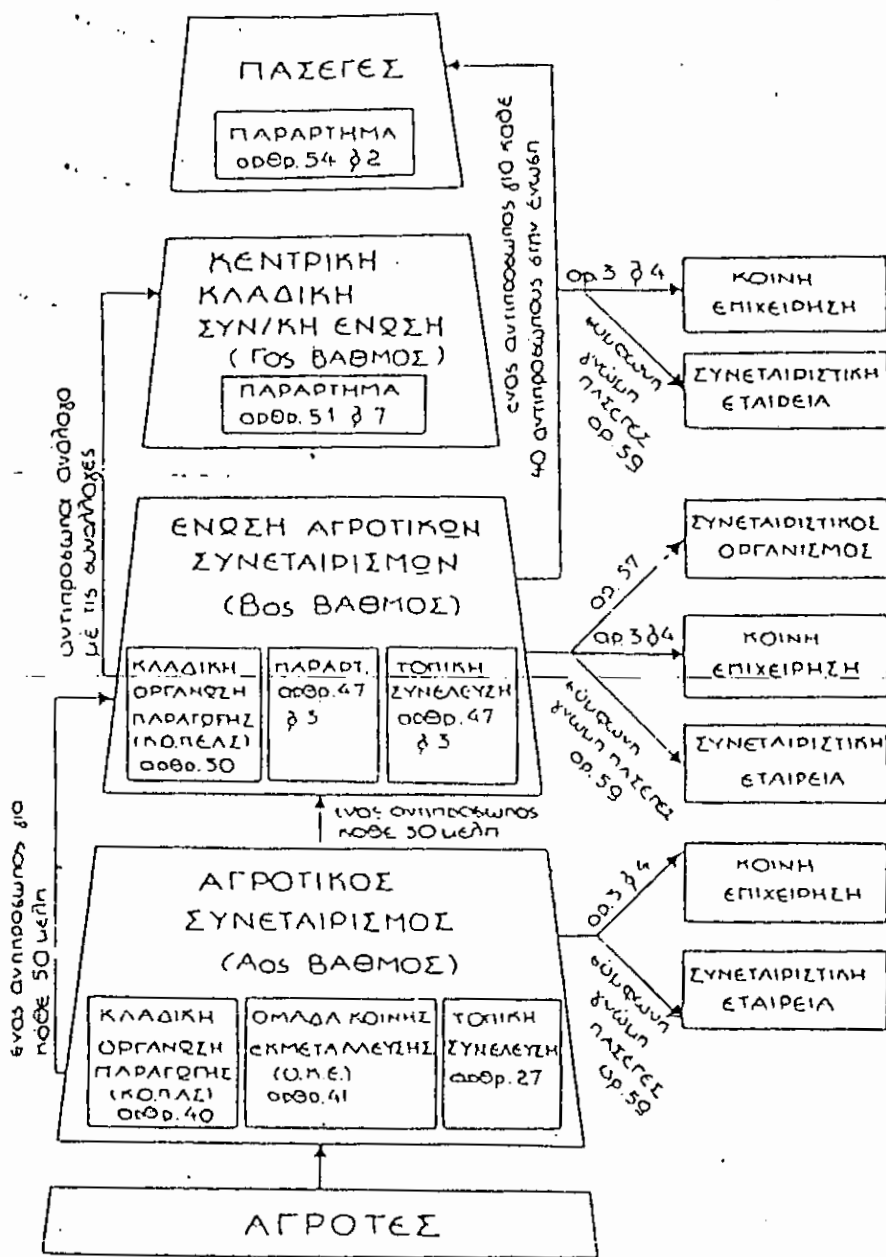 ΠΑΣΕΓΕΣ
ΠΑΡΑΡΤΗΜΑ
αρθρ. 54 § 2
ένας αντιπρόσωπος για κάθε
40 αντιπροσώπους στην ένωση
ΚΕΝΤΡΙΚΗ
ΚΛΑΔΙΚΗ
ΣΥΝ/ΚΗ ΕΝΩΣΗ
(Γος ΒΑΘΜΟΣ)
ΠΑΡΑΡΤΗΜΑ
αρθρ. 51 § 7
αρ. 3 § 4
σύμφωνη
γνώμη
ΠΑΣΕΓΕΣ
αρ. 59
ΚΟΙΝΗ
ΕΠΙΧΕΙΡΗΣΗ
ΣΥΝΕΤΑΙΡΙΣΤΙΚΗ
ΕΤΑΙΡΕΙΑ
αντιπρόσωποι ανάλογα
με τις συναλλαγές
ΕΝΩΣΗ ΑΓΡΟΤΙΚΩΝ
ΣΥΝΕΤΑΙΡΙΣΜΩΝ
(Βος ΒΑΘΜΟΣ)
ΚΛΑΔΙΚΗ
ΟΡΓΑΝΩΣΗ
ΠΑΡΑΓΩΓΗΣ
(ΚΟ.Π.ΕΑΣ)
αρθρ. 50
ΠΑΡΑΡΤ.
αρθρ. 47
§ 3
ΤΟΠΙΚΗ
ΣΥΝΕΛΕΥΣΗ
αρθρ. 47
§ 3
αρ. 57
αρ. 3 § 4
σύμφωνη
γνώμη ΠΑΣΕΓΕΣ
αρ. 59
ΣΥΝΕΤΑΙΡΙΣΤΙΚΟΣ
ΟΡΓΑΝΙΣΜΟΣ
ΚΟΙΝΗ
ΕΠΙΧΕΙΡΗΣΗ
ΣΥΝΕΤΑΙΡΙΣΤΙΚΗ
ΕΤΑΙΡΕΙΑ
ένας αντιπρόσωπος
κάθε 50 μέλη
ένας αντιπρόσωπος για
κάθε 50 μέλη
ΑΓΡΟΤΙΚΟΣ
ΣΥΝΕΤΑΙΡΙΣΜΟΣ
(Αος ΒΑΘΜΟΣ)
ΚΛΑΔΙΚΗ
ΟΡΓΑΝΩΣΗ
ΠΑΡΑΓΩΓΗΣ
(ΚΟ.Π.ΑΣ)
αρθρ. 40
ΟΜΑΔΑ ΚΟΙΝΗΣ
ΕΚΜΕΤΑΛΛΕΥΣΗΣ
(Ο.Κ.Ε.)
αρθρ. 41
ΤΟΠΙΚΗ
ΣΥΝΕΛΕΥΣΗ
αρθρ. 27
αρ. 3 § 4
σύμφωνη
γνώμη
ΠΑΣΕΓΕΣ
αρ. 59
ΚΟΙΝΗ
ΕΠΙΧΕΙΡΗΣΗ
ΣΥΝΕΤΑΙΡΙΣΤΙΚΗ
ΕΤΑΙΡΕΙΑ
ΑΓΡΟΤΕΣ